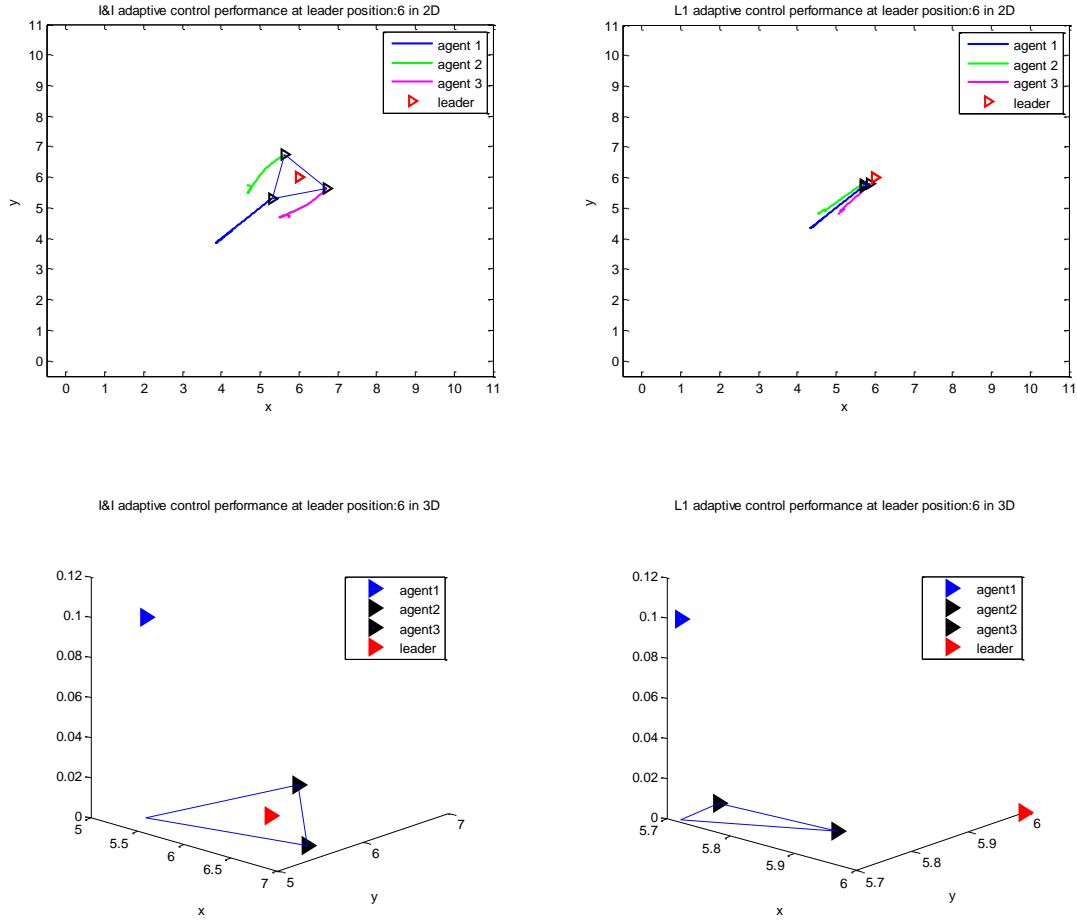 I&I adaptive control performance at leader position:6 in 2D
11
10
9
8
7
6
5
4
3
2
1
0
y
0 1 2 3 4 5 6 7 8 9 10 11
x
agent 1
agent 2
agent 3
leader
L1 adaptive control performance at leader position:6 in 2D
11
10
9
8
7
6
5
4
3
2
1
0
y
0 1 2 3 4 5 6 7 8 9 10 11
x
agent 1
agent 2
agent 3
leader
I&I adaptive control performance at leader position:6 in 3D
0.12
0.1
0.08
0.06
0.04
0.02
0
5
5.5
6
6.5
7
x
5
6
7
y
agent1
agent2
agent3
leader
L1 adaptive control performance at leader position:6 in 3D
0.12
0.1
0.08
0.06
0.04
0.02
0
5.7
5.8
5.9
6
x
5.7
5.8
5.9
6
y
agent1
agent2
agent3
leader